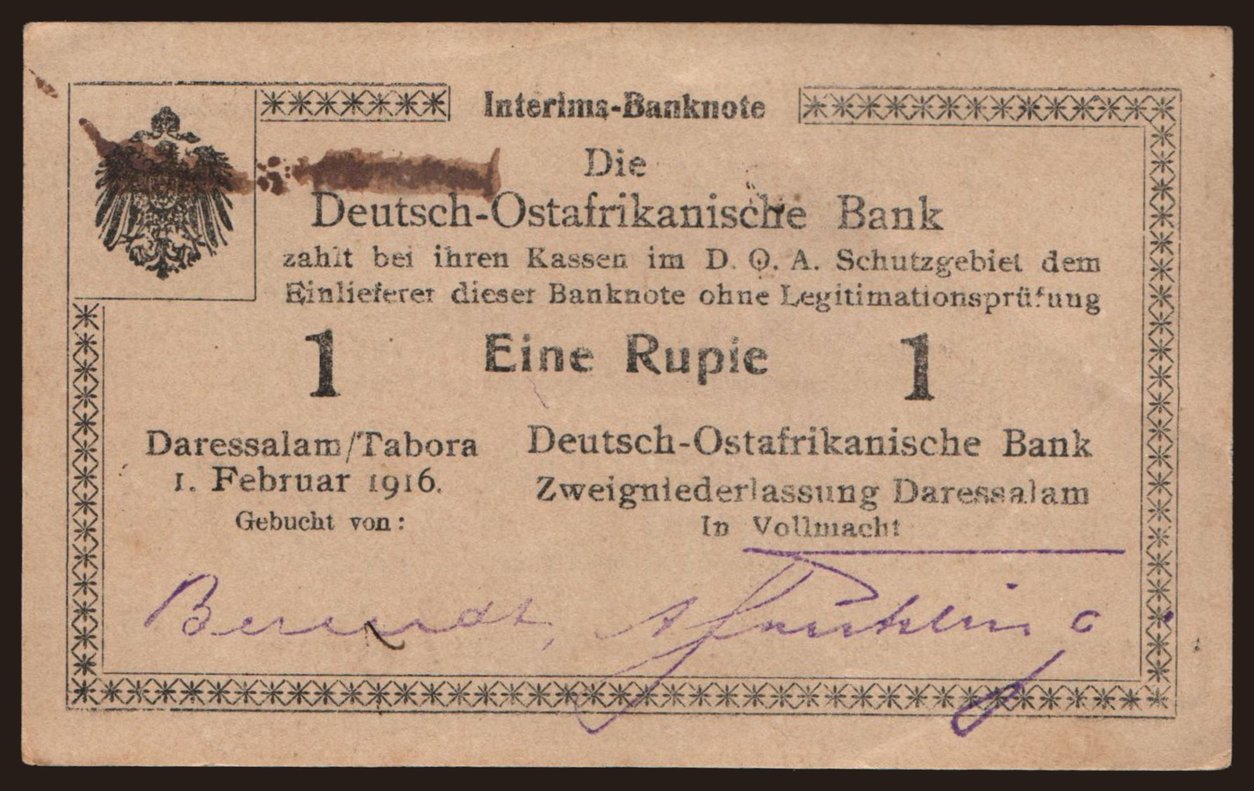 Interims-Banknote
Die
Deutsch-Ostafrikanische Bank
zahlt bei ihren Kassen im D. O. A. Schutzgebiet dem
Einlieferer dieser Banknote ohne Legitimationsprüfung
1 Eine Rupie 1
Daressalam/Tabora
1. Februar 1916.
Gebucht von:
Deutsch-Ostafrikanische Bank
Zweigniederlassung Daressalam
In Vollmacht
Berendt,